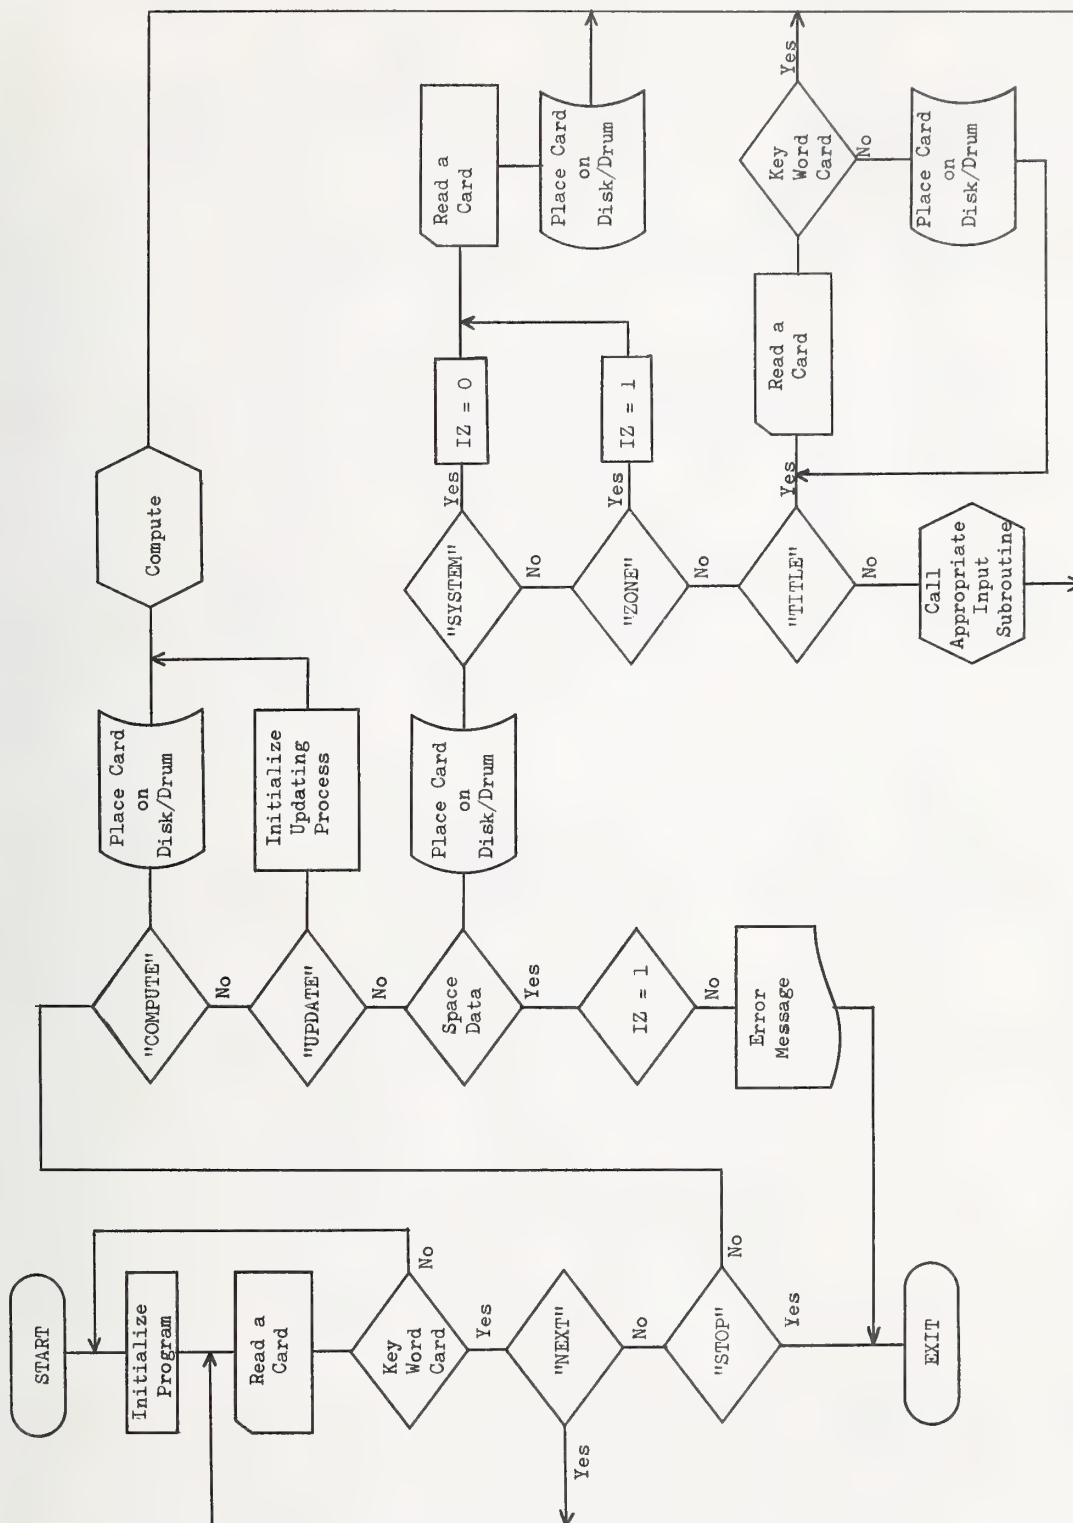 START
Initialize
Program
Read a
Card
Key
Word
Card
No
Yes
"NEXT"
Yes
No
"STOP"
No
Yes
EXIT
"COMPUTE"
No
"UPDATE"
No
Space
Data
Yes
IZ = 1
No
Error
Message
Place Card
on
Disk/Drum
Initialize
Updating
Process
Place Card
on
Disk/Drum
Compute
"SYSTEM"
Yes
No
"ZONE"
Yes
No
"TITLE"
Yes
No
Call
Appropriate
Input
Subroutine
IZ = 0
IZ = 1
Read a
Card
Place Card
on
Disk/Drum
Read a
Card
Key
Word
Card
Yes
No
Place Card
on
Disk/Drum